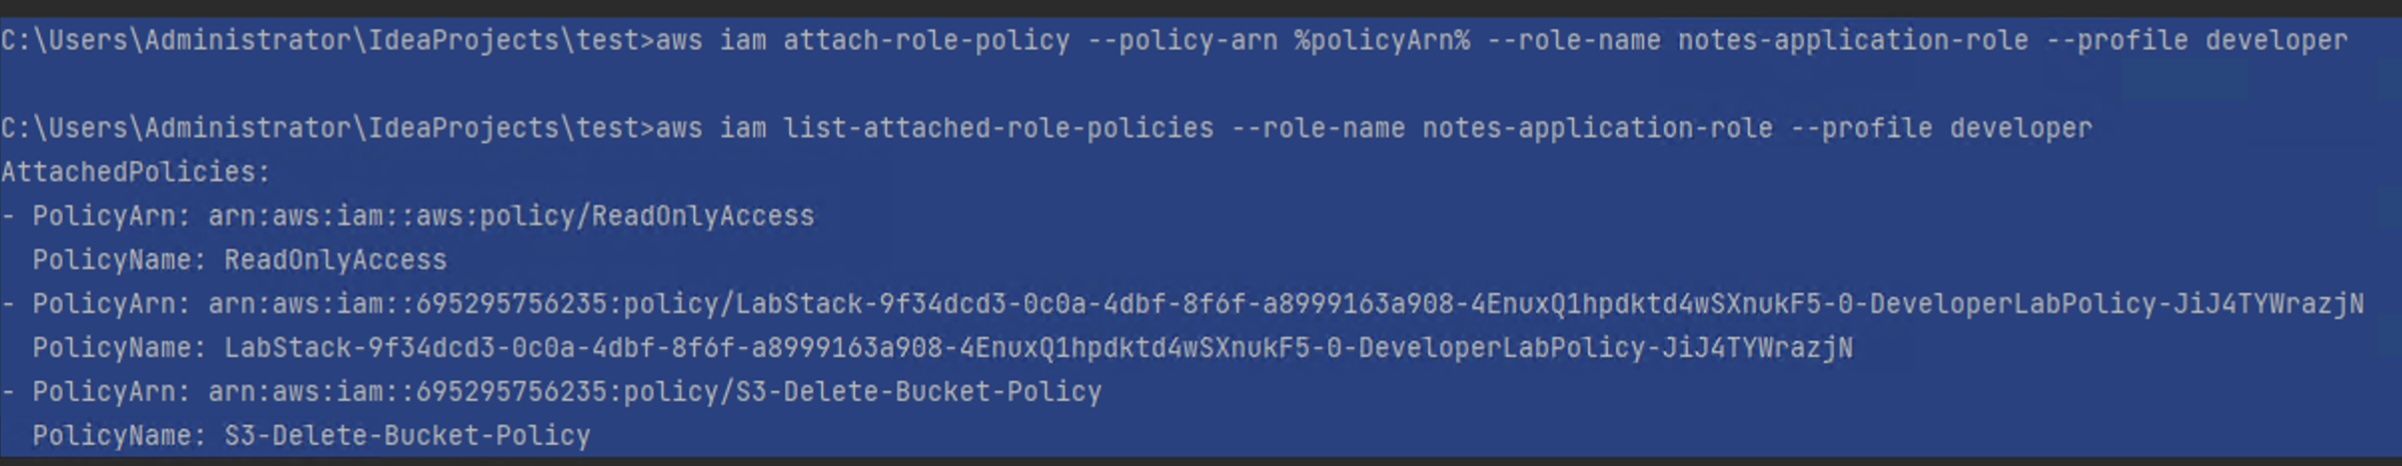 C:\Users\Administrator\IdeaProjects\test>aws iam attach-role-policy --policy-arn %policyArn% --role-name notes-application-role --profile developer
C:\Users\Administrator\IdeaProjects\test>aws iam list-attached-role-policies --role-name notes-application-role --profile developer
AttachedPolicies:
- PolicyArn: arn:aws:iam::aws:policy/ReadOnlyAccess
  PolicyName: ReadOnlyAccess
- PolicyArn: arn:aws:iam::695295756235:policy/LabStack-9f34dcd3-0c0a-4dbf-8f6f-a8999163a908-4EnuxQ1hpdktd4wSXnukF5-0-DeveloperLabPolicy-JiJ4TYWrazjN
  PolicyName: LabStack-9f34dcd3-0c0a-4dbf-8f6f-a8999163a908-4EnuxQ1hpdktd4wSXnukF5-0-DeveloperLabPolicy-JiJ4TYWrazjN
- PolicyArn: arn:aws:iam::695295756235:policy/S3-Delete-Bucket-Policy
  PolicyName: S3-Delete-Bucket-Policy